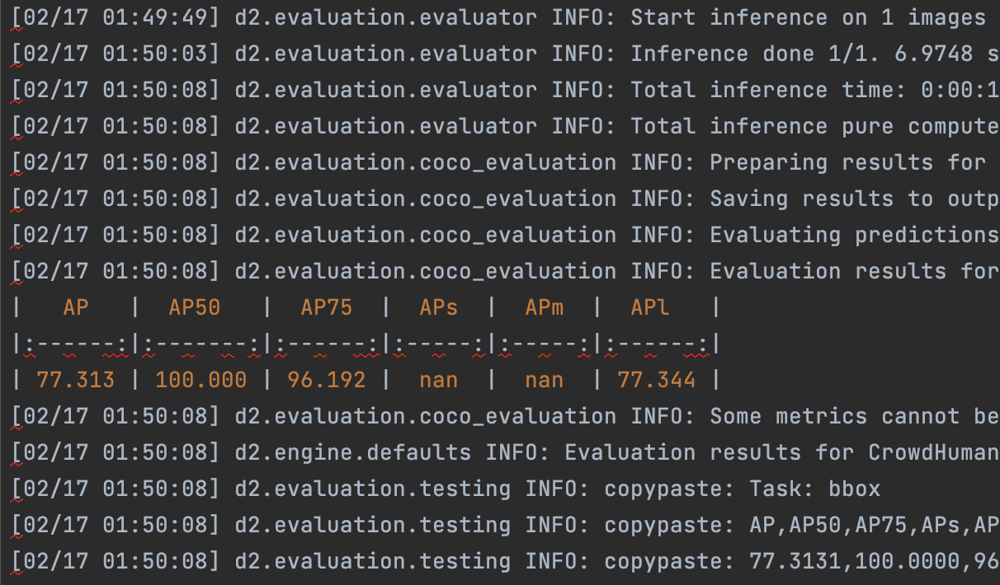 [02/17 01:49:49] d2.evaluation.evaluator INFO: Start inference on 1 images
[02/17 01:50:03] d2.evaluation.evaluator INFO: Inference done 1/1. 6.9748 s
[02/17 01:50:08] d2.evaluation.evaluator INFO: Total inference time: 0:00:1
[02/17 01:50:08] d2.evaluation.evaluator INFO: Total inference pure compute
[02/17 01:50:08] d2.evaluation.coco_evaluation INFO: Preparing results for
[02/17 01:50:08] d2.evaluation.coco_evaluation INFO: Saving results to outp
[02/17 01:50:08] d2.evaluation.coco_evaluation INFO: Evaluating predictions
[02/17 01:50:08] d2.evaluation.coco_evaluation INFO: Evaluation results for
|   AP   |  AP50   |  AP75  |  APs  |  APm  |  APl   |
|:------:|:-------:|:------:|:-----:|:-----:|:------:|
| 77.313 | 100.000 | 96.192 |  nan  |  nan  | 77.344 |
[02/17 01:50:08] d2.evaluation.coco_evaluation INFO: Some metrics cannot be
[02/17 01:50:08] d2.engine.defaults INFO: Evaluation results for CrowdHuman
[02/17 01:50:08] d2.evaluation.testing INFO: copypaste: Task: bbox
[02/17 01:50:08] d2.evaluation.testing INFO: copypaste: AP,AP50,AP75,APs,AP
[02/17 01:50:08] d2.evaluation.testing INFO: copypaste: 77.3131,100.0000,96